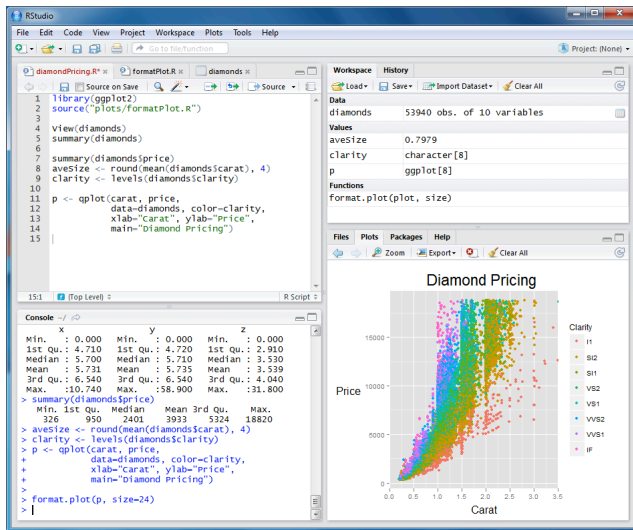 RStudio
File Edit Code View Project Workspace Plots Tools Help
Go to file/function
Project: (None)
diamondPricing.R* formatPlot.R diamonds
Source on Save Source
1 library(ggplot2)
2 source("plots/formatPlot.R")
3
4 View(diamonds)
5 summary(diamonds)
6
7 summary(diamonds$price)
8 aveSize <- round(mean(diamonds$carat), 4)
9 clarity <- levels(diamonds$clarity)
10
11 p <- qplot(carat, price,
12 data=diamonds, color=clarity,
13 xlab="Carat", ylab="Price",
14 main="Diamond Pricing")
15
15:1 (Top Level) R Script
Console ~/
x y z
Min. : 0.000 Min. : 0.000 Min. : 0.000
1st Qu.: 4.710 1st Qu.: 4.720 1st Qu.: 2.910
Median : 5.700 Median : 5.710 Median : 3.530
Mean : 5.731 Mean : 5.735 Mean : 3.539
3rd Qu.: 6.540 3rd Qu.: 6.540 3rd Qu.: 4.040
Max. :10.740 Max. :58.900 Max. :31.800
> summary(diamonds$price)
Min. 1st Qu. Median Mean 3rd Qu. Max.
326 950 2401 3933 5324 18820
> aveSize <- round(mean(diamonds$carat), 4)
> clarity <- levels(diamonds$clarity)
> p <- qplot(carat, price,
+ data=diamonds, color=clarity,
+ xlab="Carat", ylab="Price",
+ main="Diamond Pricing")
>
> format.plot(p, size=24)
>
Workspace History
Load Save Import Dataset Clear All
Data
diamonds 53940 obs. of 10 variables
Values
aveSize 0.7979
clarity character[8]
p ggplot[8]
Functions
format.plot(plot, size)
Files Plots Packages Help
Zoom Export Clear All
Diamond Pricing
Price
15000
10000
5000
0
0.0 0.5 1.0 1.5 2.0 2.5 3.0 3.5
Carat
Clarity
I1
SI2
SI1
VS2
VS1
VVS2
VVS1
IF